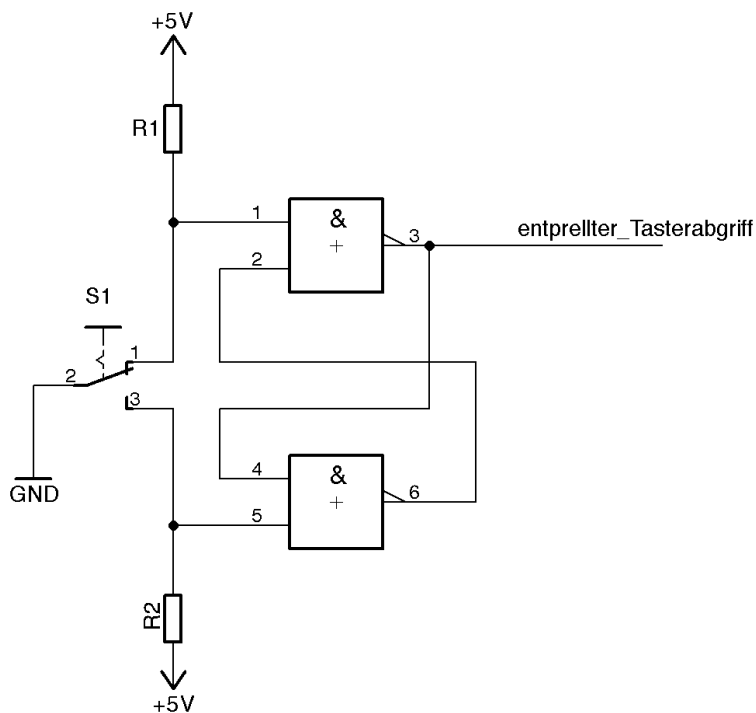 +5V
R1
1
&
+
3
entprellter_Tasterabgriff
2
S1
1
2
3
4
&
+
6
GND
5
R2
+5V